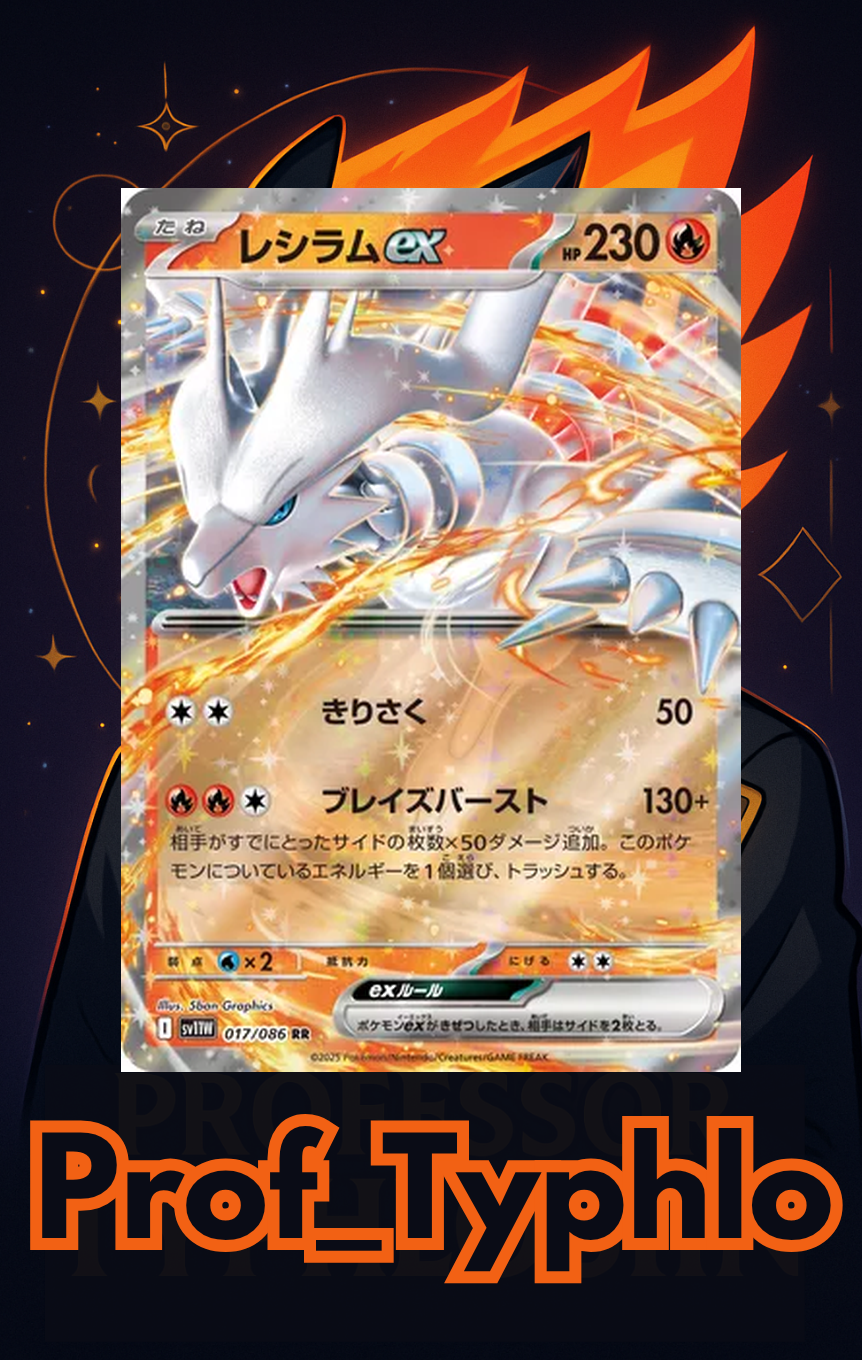 たね レシラムex HP 230
きりさく 50
ブレイズバースト 130+
相手がすでにとったサイドの枚数×50ダメージ追加。このポケ
モンについているエネルギーを1個選び、トラッシュする。
弱点 ×2 抵抗力 にげる
exルール
ポケモンexがきぜつしたとき、相手はサイドを2枚とる。
Illus. 5ban Graphics
I sv11W 017/086 RR
©2025 Pokémon/Nintendo/Creatures/GAME FREAK.
PROFESSOR
Prof_Typhlo